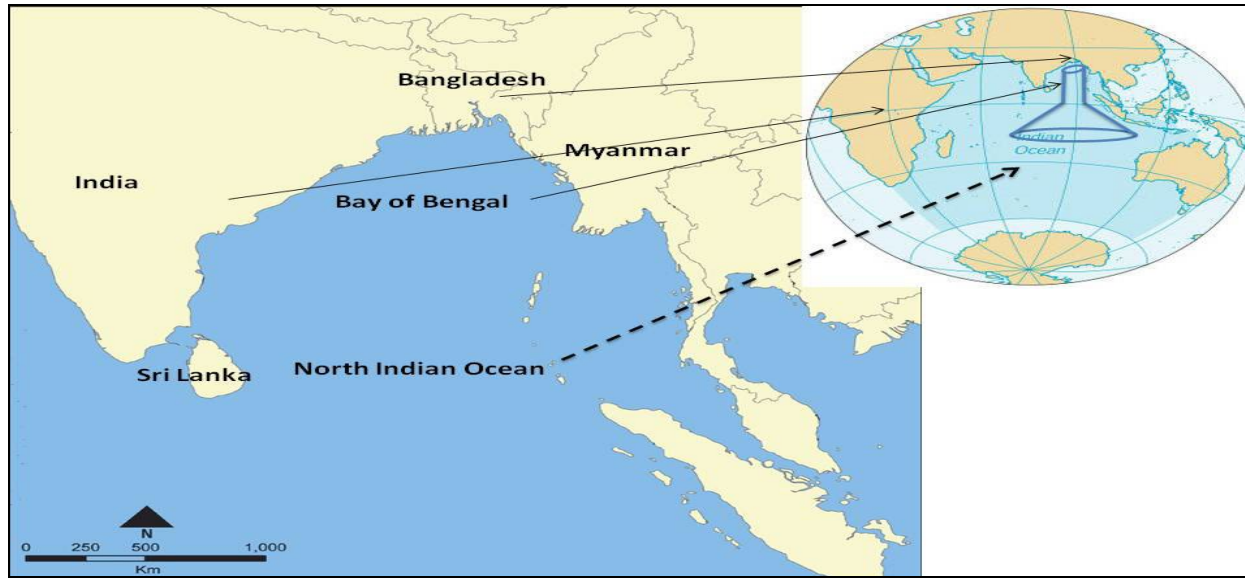 Bangladesh
Myanmar
India
Bay of Bengal
Sri Lanka
North Indian Ocean
N
0 250 500 1,000
Km
Indian
Ocean